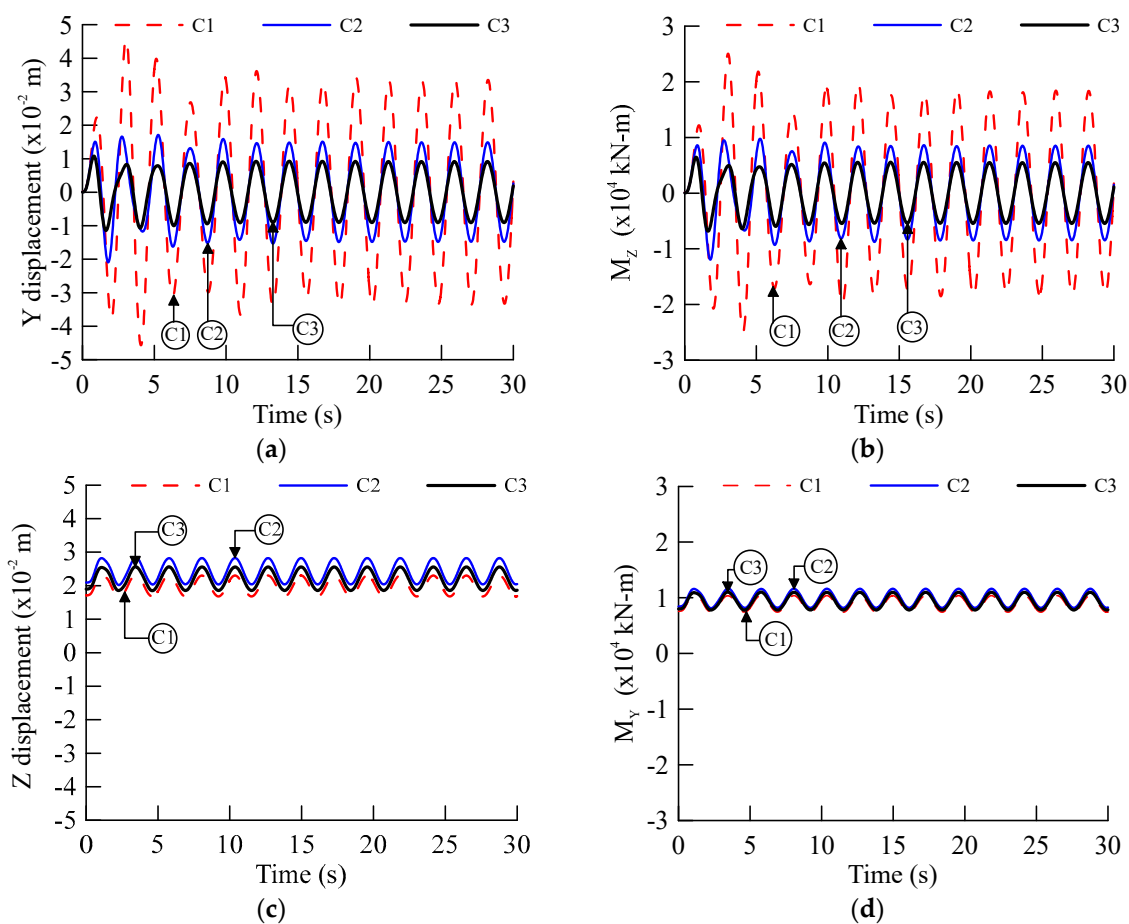 C1 C2 C3
Y displacement (x10-2 m)
5
4
3
2
1
0
-1
-2
-3
-4
-5
C1 C2 C3
0 5 10 15 20 25 30
Time (s)
(a)
C1 C2 C3
MZ (x104 kN-m)
3
2
1
0
-1
-2
-3
C1 C2 C3
0 5 10 15 20 25 30
Time (s)
(b)
C1 C2 C3
Z displacement (x10-2 m)
5
4
3
2
1
0
-1
-2
-3
-4
-5
C3 C2
C1
0 5 10 15 20 25 30
Time (s)
(c)
C1 C2 C3
MY (x104 kN-m)
3
2
1
0
-1
-2
-3
C3 C2
C1
0 5 10 15 20 25 30
Time (s)
(d)